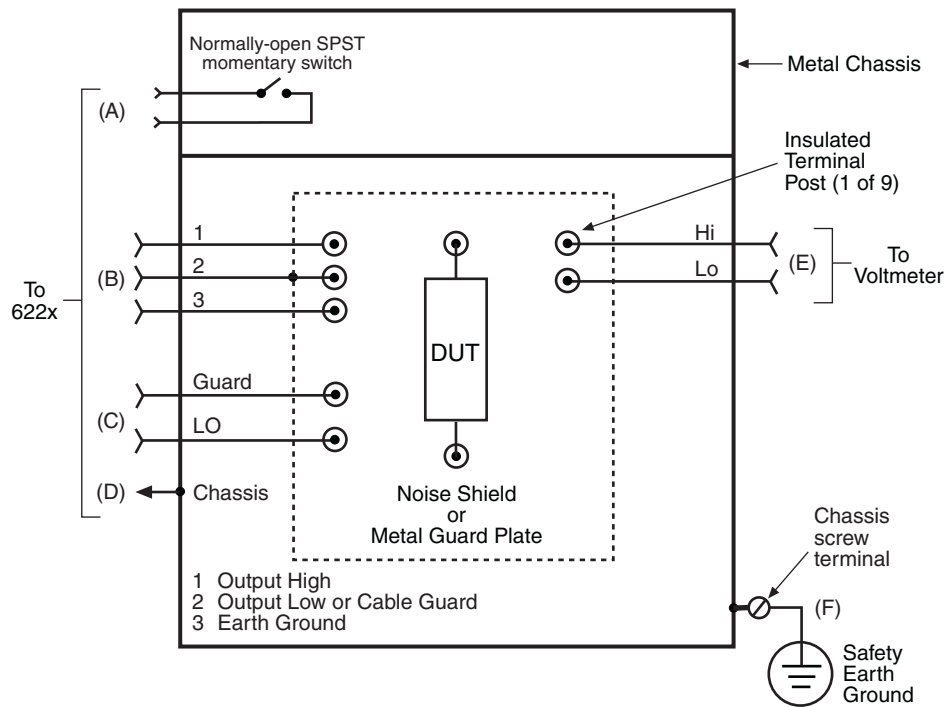 Normally-open SPST
momentary switch
Metal Chassis
(A)
Insulated
Terminal
Post (1 of 9)
To
622x
1
(B)
2
3
Hi
Lo
(E)
To
Voltmeter
DUT
Guard
(C)
LO
(D)
Chassis
Noise Shield
or
Metal Guard Plate
1 Output High
2 Output Low or Cable Guard
3 Earth Ground
Chassis
screw
terminal
(F)
Safety
Earth
Ground